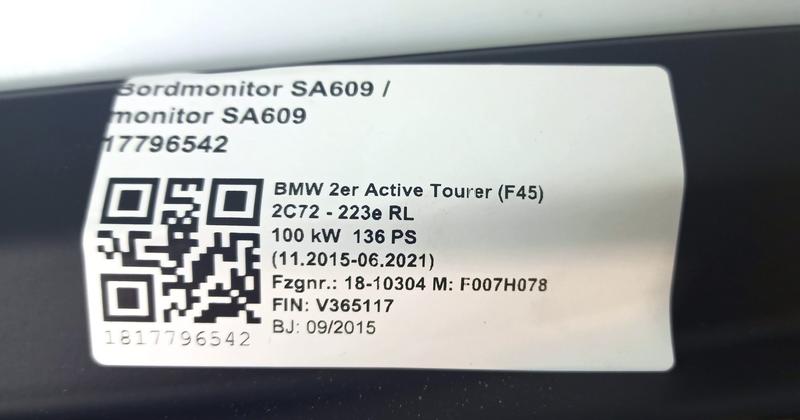 Bordmonitor SA609 /
monitor SA609
17796542
BMW 2er Active Tourer (F45)
2C72 - 223e RL
100 kW 136 PS
(11.2015-06.2021)
Fzgnr.: 18-10304 M: F007H078
FIN: V365117
BJ: 09/2015
1817796542